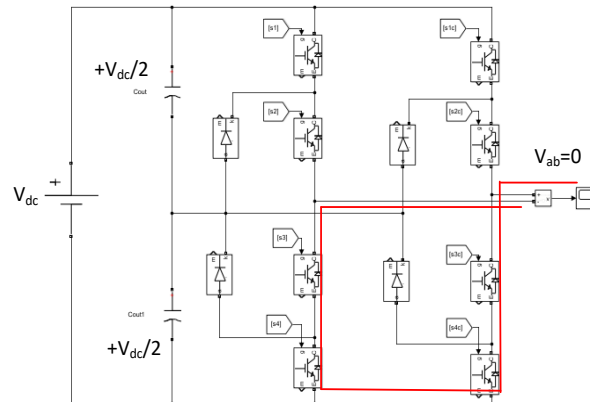 [s1]
[s1c]
+Vdc/2
Cout
[s2]
[s2c]
Vab=0
Vdc
+
[s3]
[s3c]
Cout1
[s4]
[s4c]
+Vdc/2